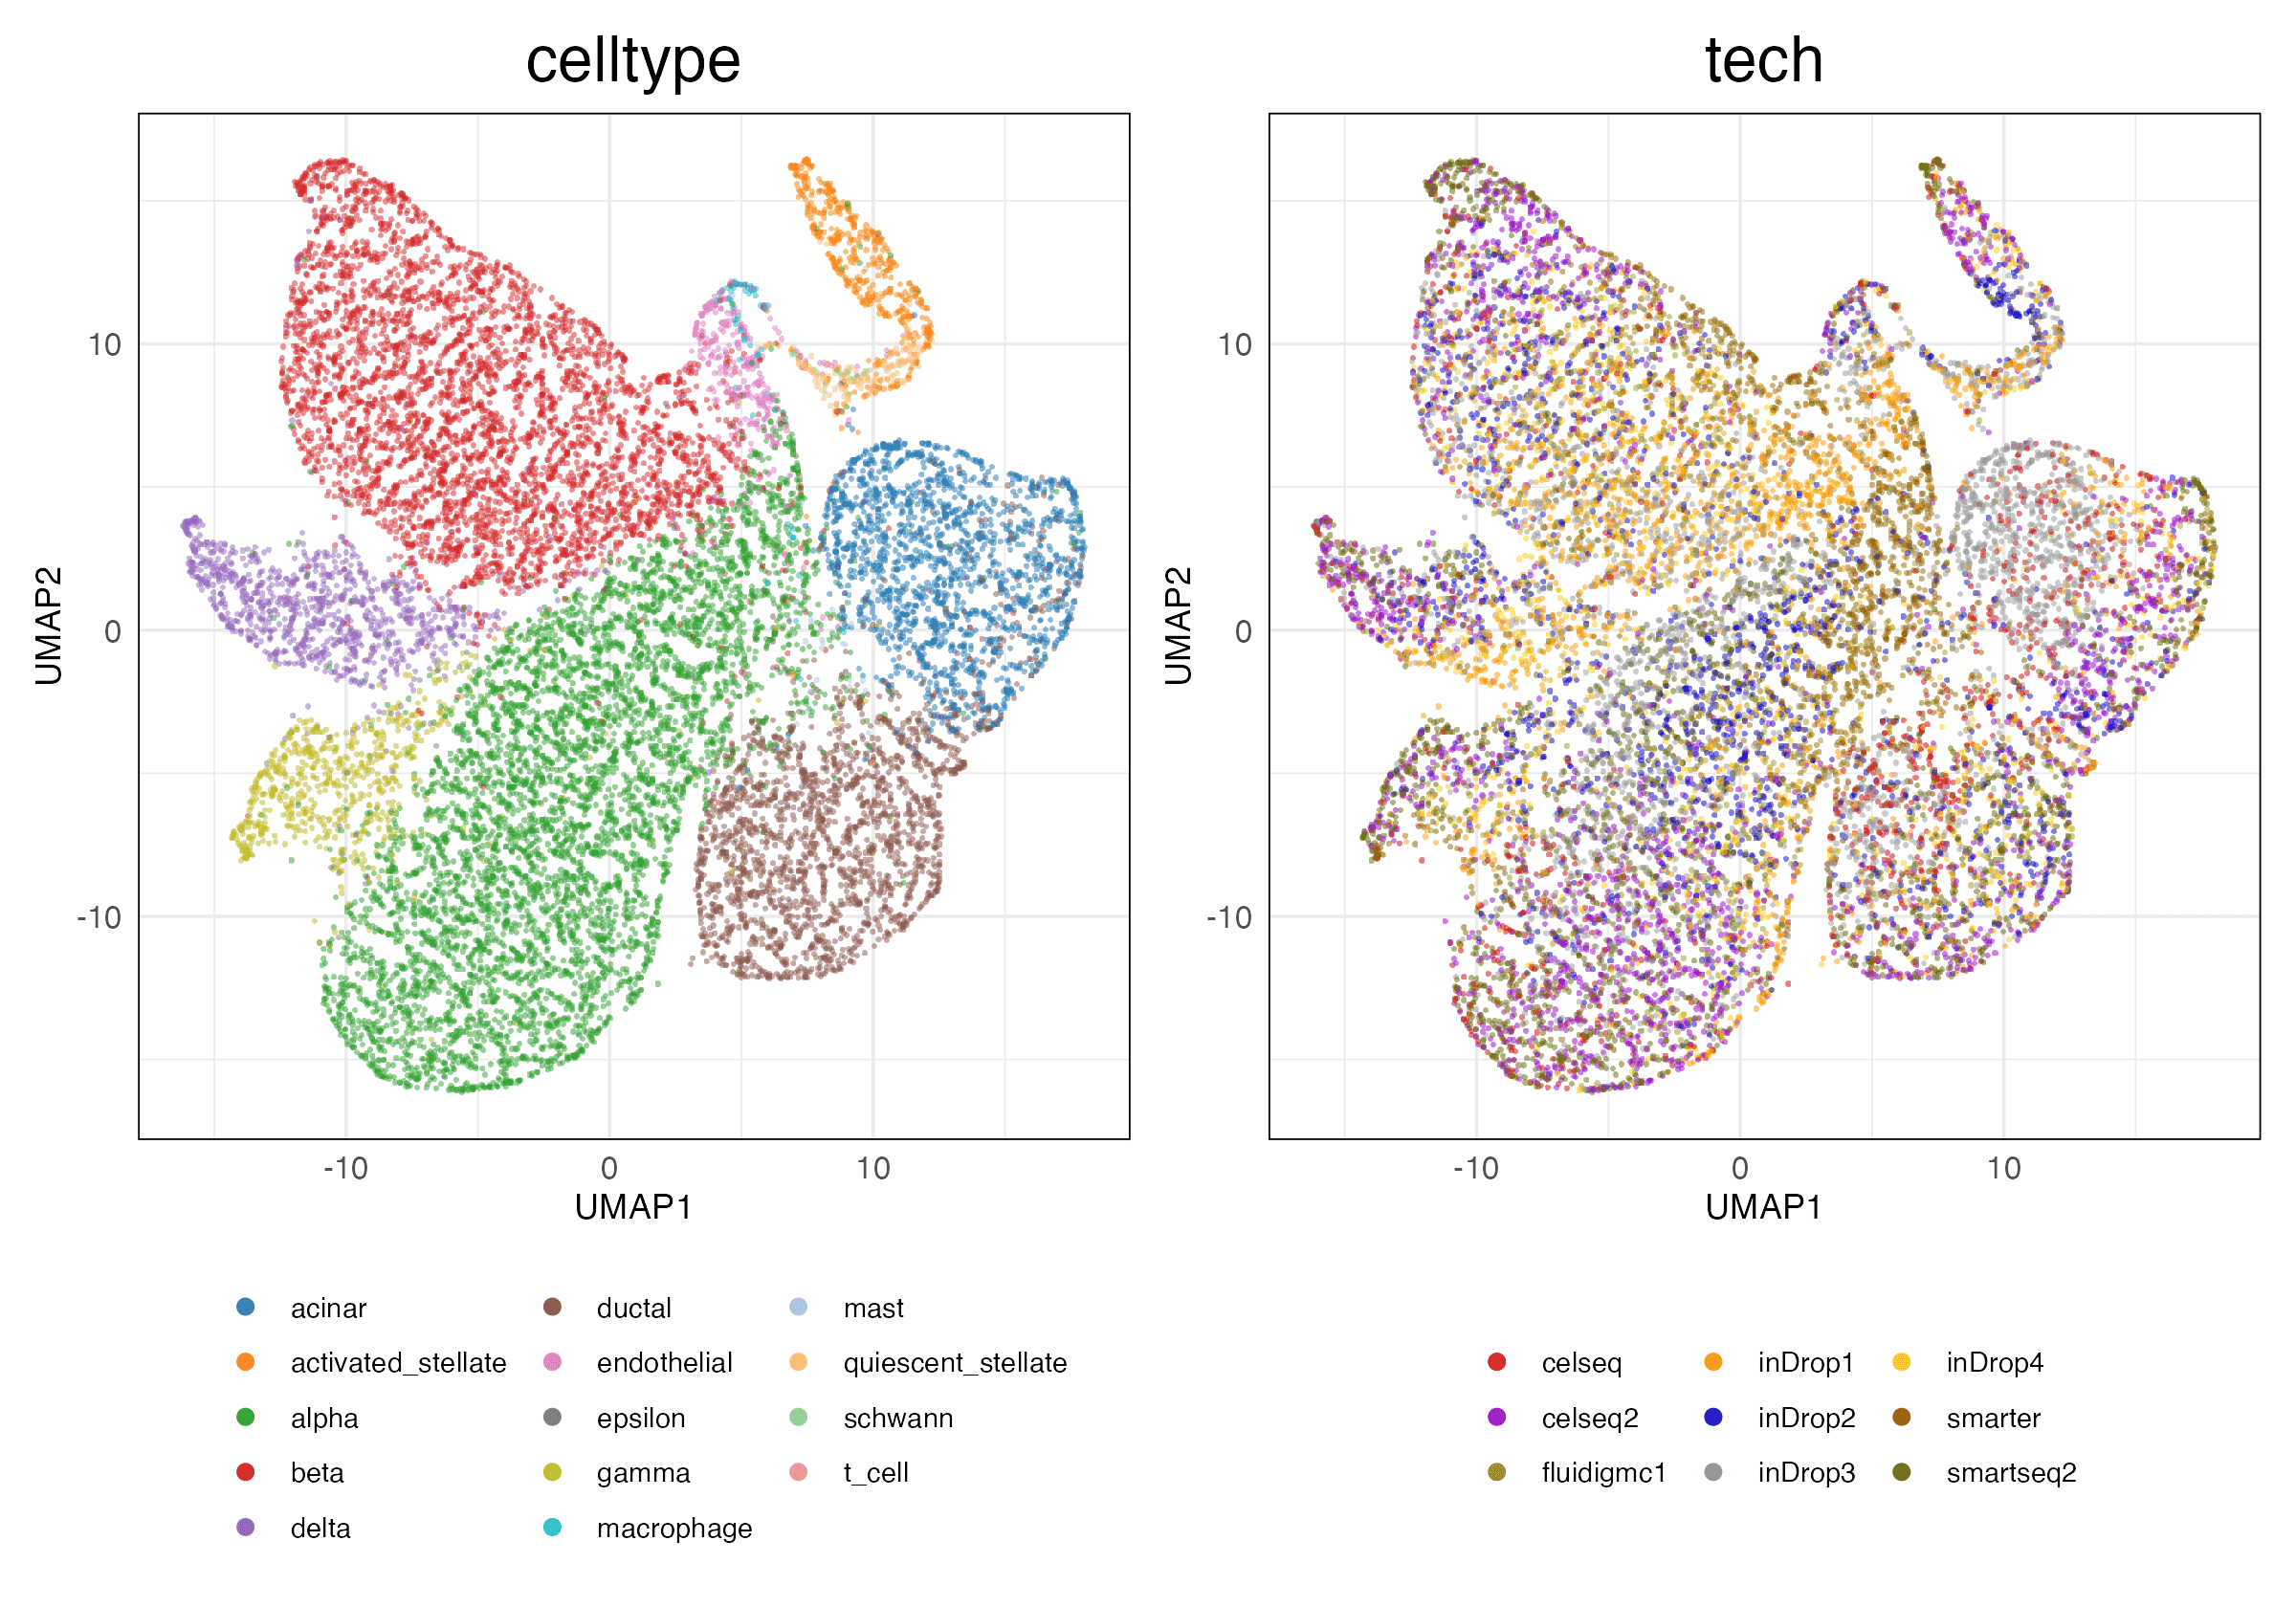 celltype
tech
10
0
-10
UMAP2
-10 0 10
UMAP1
10
0
-10
UMAP2
-10 0 10
UMAP1
acinar ductal mast
activated_stellate endothelial quiescent_stellate
alpha epsilon schwann
beta gamma t_cell
delta macrophage
celseq inDrop1 inDrop4
celseq2 inDrop2 smarter
fluidigmc1 inDrop3 smartseq2